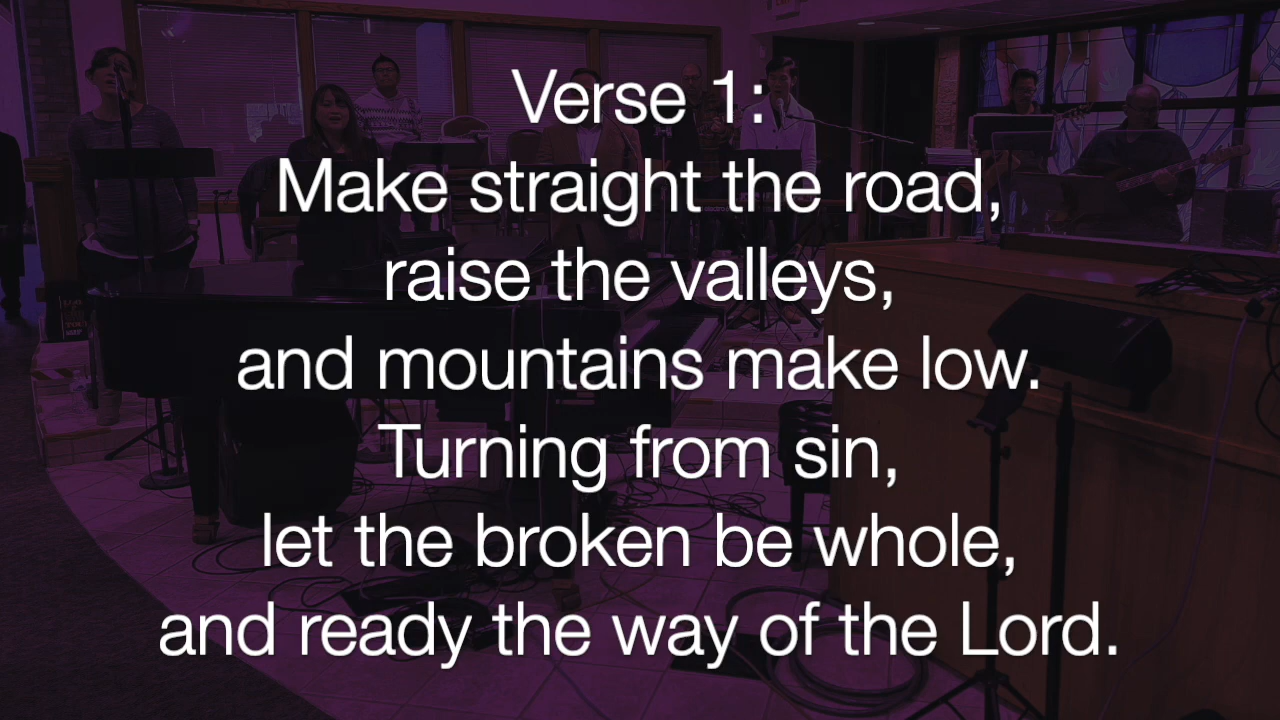 Verse 1:
Make straight the road,
raise the valleys,
and mountains make low.
Turning from sin,
let the broken be whole,
and ready the way of the Lord.